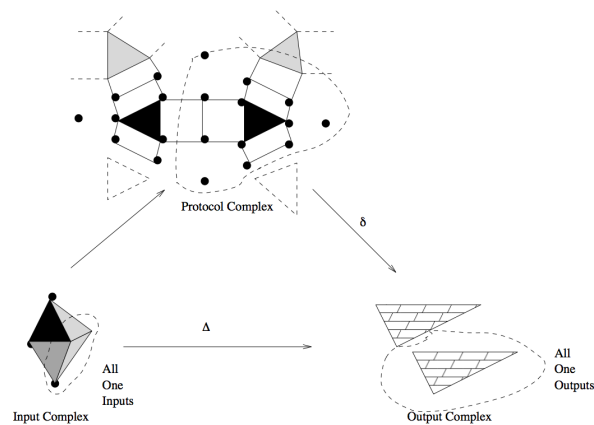 Protocol Complex
δ
Δ
All
One
Inputs
All
One
Outputs
Input Complex
Output Complex